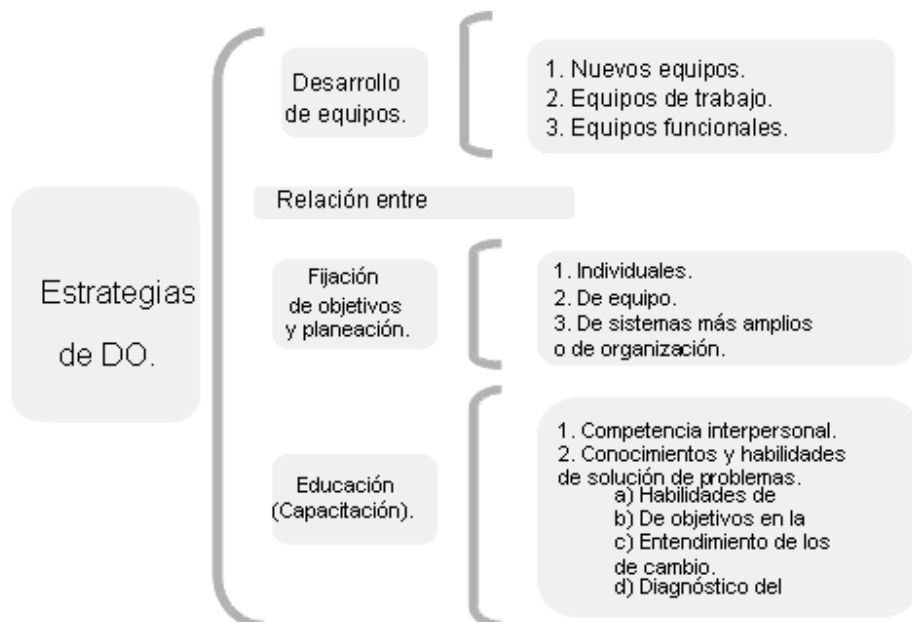 Estrategias
de DO.
Desarrollo
de equipos.
1. Nuevos equipos.
2. Equipos de trabajo.
3. Equipos funcionales.
Relación entre
Fijación
de objetivos
y planeación.
1. Individuales.
2. De equipo.
3. De sistemas más amplios
o de organización.
Educación
(Capacitación).
1. Competencia interpersonal.
2. Conocimientos y habilidades
de solución de problemas.
a) Habilidades de
b) De objetivos en la
c) Entendimiento de los
de cambio.
d) Diagnóstico del